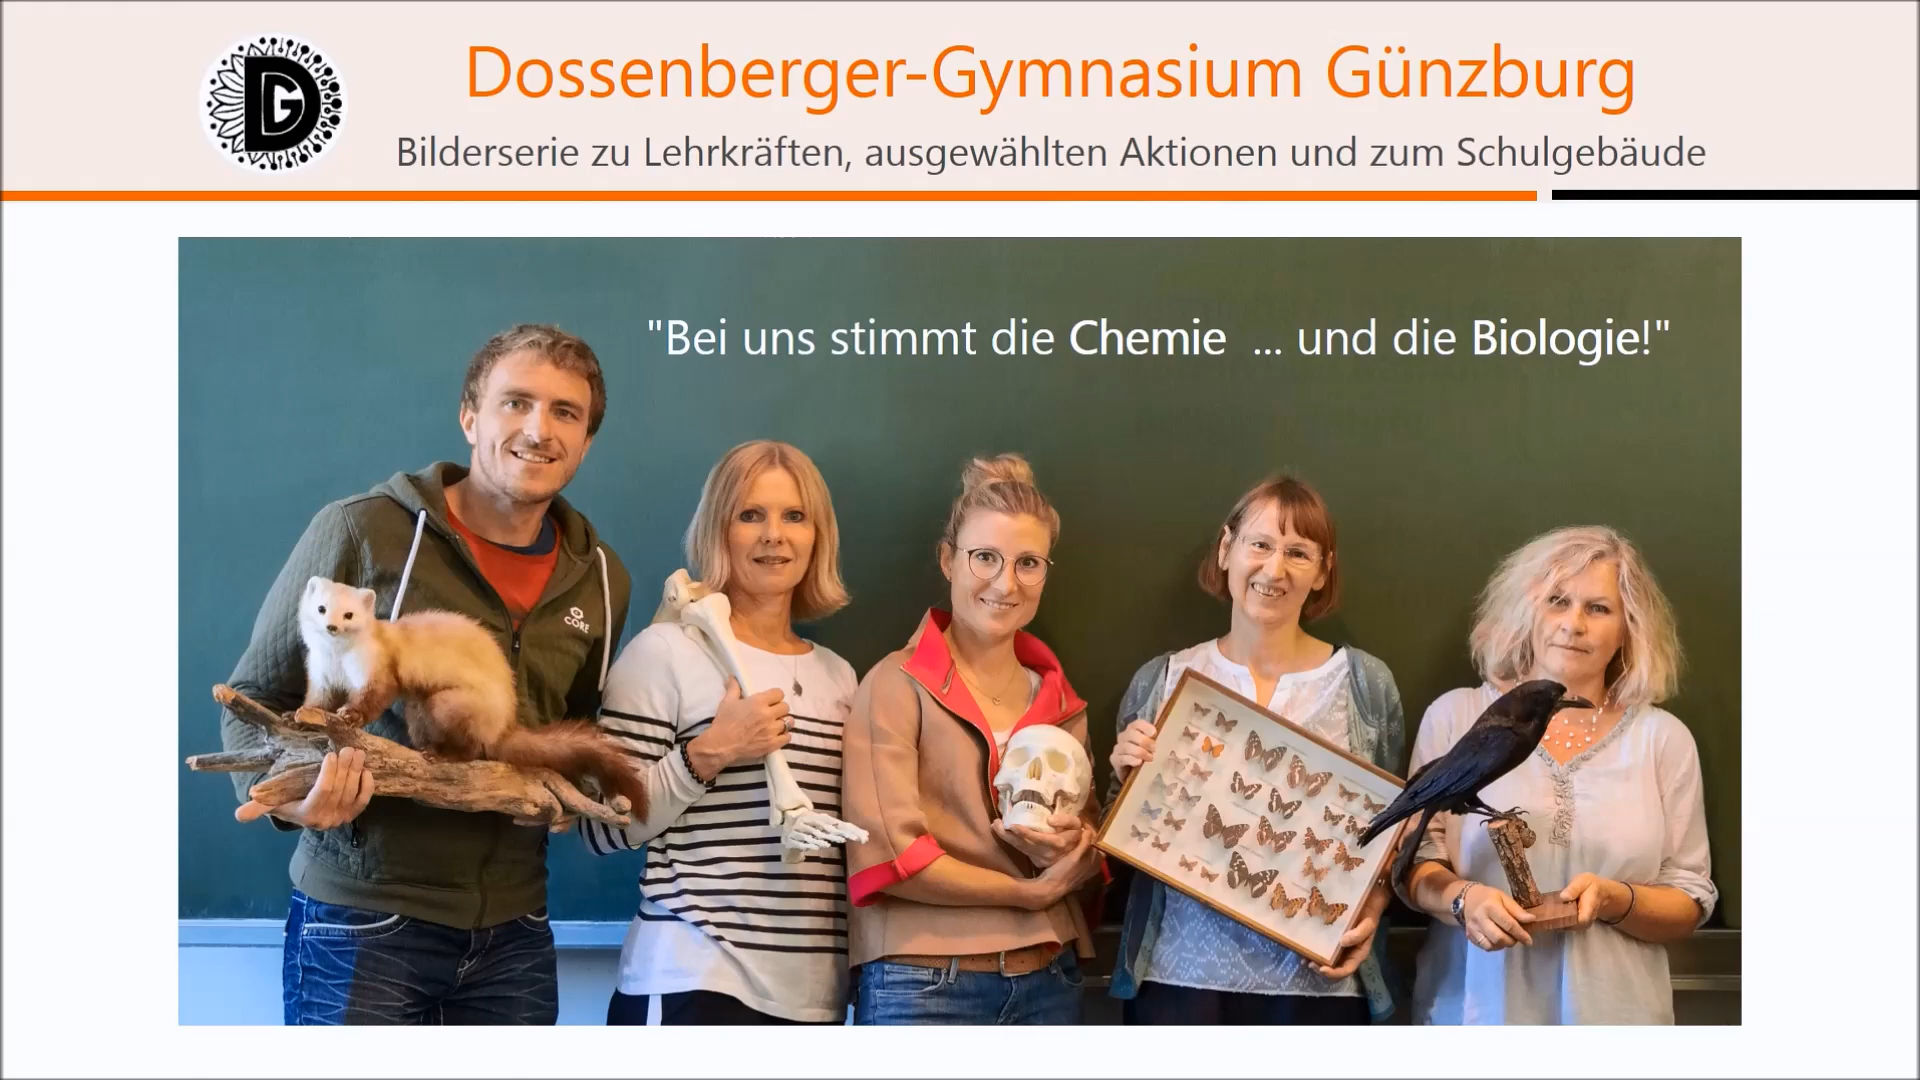 DG
Dossenberger-Gymnasium Günzburg
Bilderserie zu Lehrkräften, ausgewählten Aktionen und zum Schulgebäude
"Bei uns stimmt die Chemie ... und die Biologie!"
CORE